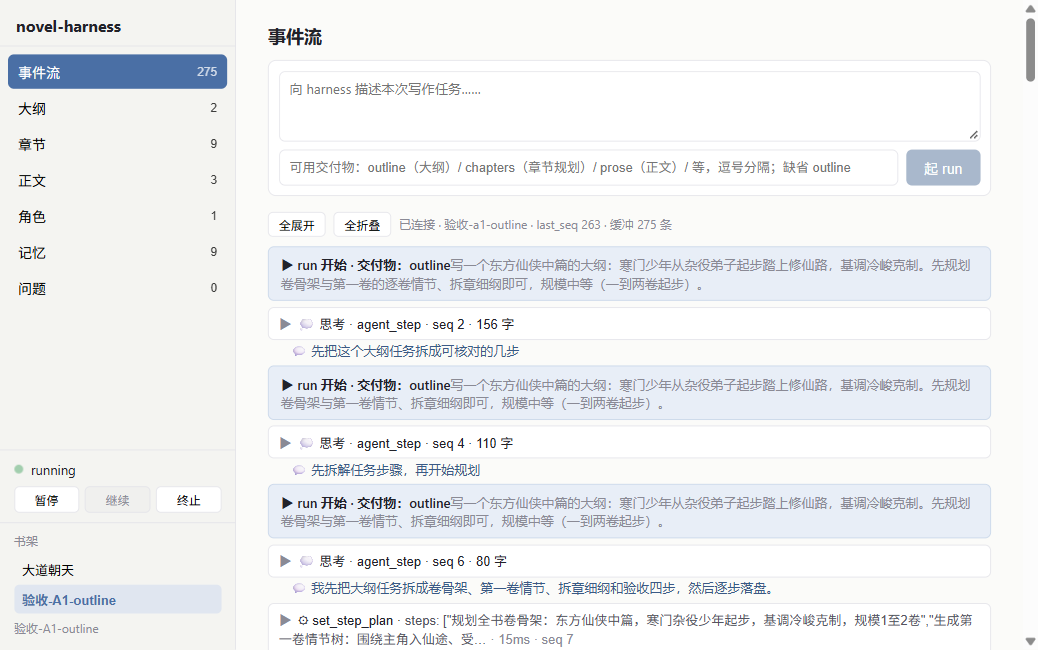 novel-harness
事件流 275
大纲 2
章节 9
正文 3
角色 1
记忆 9
问题 0
running
暂停 继续 终止
书架
大道朝天
验收-A1-outline
验收-A1-outline
事件流
向 harness 描述本次写作任务……
可用交付物：outline（大纲）/ chapters（章节规划）/ prose（正文）/ 等，逗号分隔；缺省 outline
起 run
全展开 全折叠 已连接 · 验收-a1-outline · last_seq 263 · 缓冲 275 条
▶ run 开始 · 交付物：outline写一个东方仙侠中篇的大纲：寒门少年从杂役弟子起步踏上修仙路，基调冷峻克制。先规划
卷骨架与第一卷的逐卷情节、拆章细纲即可，规模中等（一到两卷起步）。
▶ 💭 思考 · agent_step · seq 2 · 156 字
💭 先把这个大纲任务拆成可核对的几步
▶ run 开始 · 交付物：outline写一个东方仙侠中篇的大纲：寒门少年从杂役弟子起步踏上修仙路，基调冷峻克制。先规划
卷骨架与第一卷情节、拆章细纲即可，规模中等（一到两卷起步）。
▶ 💭 思考 · agent_step · seq 4 · 110 字
💭 先拆解任务步骤，再开始规划
▶ run 开始 · 交付物：outline写一个东方仙侠中篇的大纲：寒门少年从杂役弟子起步踏上修仙路，基调冷峻克制。先规划
卷骨架与第一卷情节、拆章细纲即可，规模中等（一到两卷起步）。
▶ 💭 思考 · agent_step · seq 6 · 80 字
💭 我先把大纲任务拆成卷骨架、第一卷情节、拆章细纲和验收四步，然后逐步落盘。
▶ ⚙ set_step_plan · steps: ["规划全书卷骨架：东方仙侠中篇，寒门杂役少年起步，基调冷峻克制，规模1至2卷","生成第
一卷情节树：围绕主角入仙途、受… · 15ms · seq 7